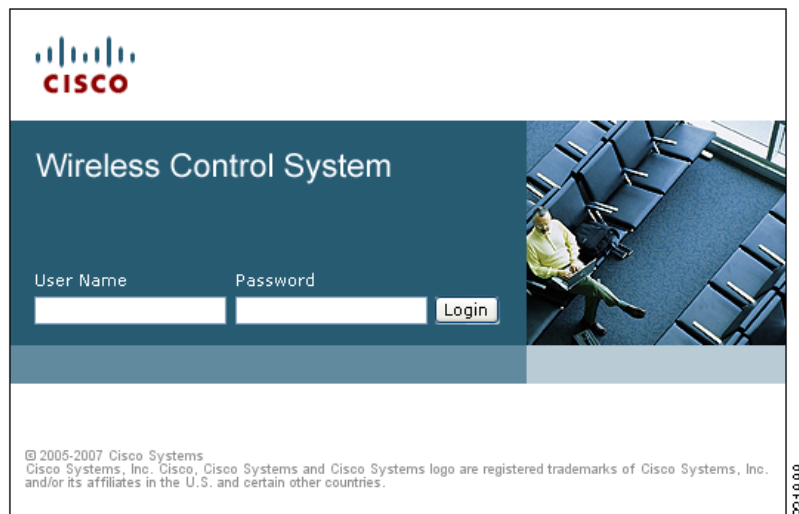 CISCO
Wireless Control System
User Name Password
Login
© 2005-2007 Cisco Systems
Cisco Systems, Inc. Cisco, Cisco Systems and Cisco Systems logo are registered trademarks of Cisco Systems, Inc.
and/or its affiliates in the U.S. and certain other countries.